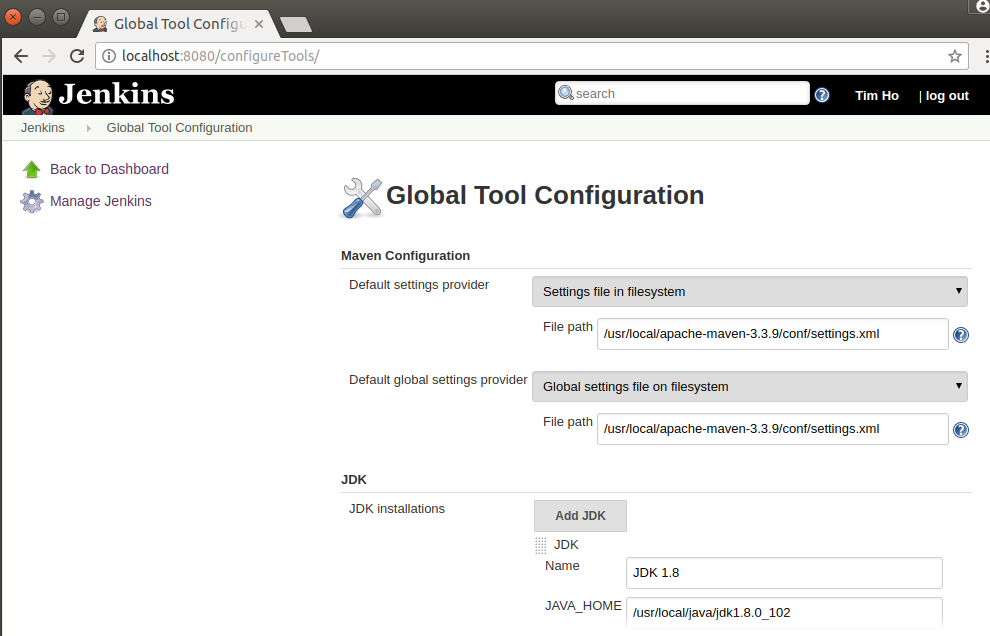 Global Tool Configu
localhost:8080/configureTools/
Jenkins
search
Tim Ho
| log out
Jenkins
Global Tool Configuration
Back to Dashboard
Manage Jenkins
Global Tool Configuration
Maven Configuration
Default settings provider
Settings file in filesystem
File path
/usr/local/apache-maven-3.3.9/conf/settings.xml
Default global settings provider
Global settings file on filesystem
File path
/usr/local/apache-maven-3.3.9/conf/settings.xml
JDK
JDK installations
Add JDK
JDK
Name
JDK 1.8
JAVA_HOME
/usr/local/java/jdk1.8.0_102